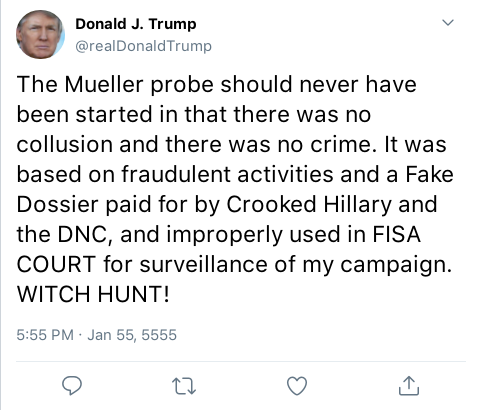 Donald J. Trump
@realDonaldTrump
The Mueller probe should never have
been started in that there was no
collusion and there was no crime. It was
based on fraudulent activities and a Fake
Dossier paid for by Crooked Hillary and
the DNC, and improperly used in FISA
COURT for surveillance of my campaign.
WITCH HUNT!
5:55 PM · Jan 55, 5555